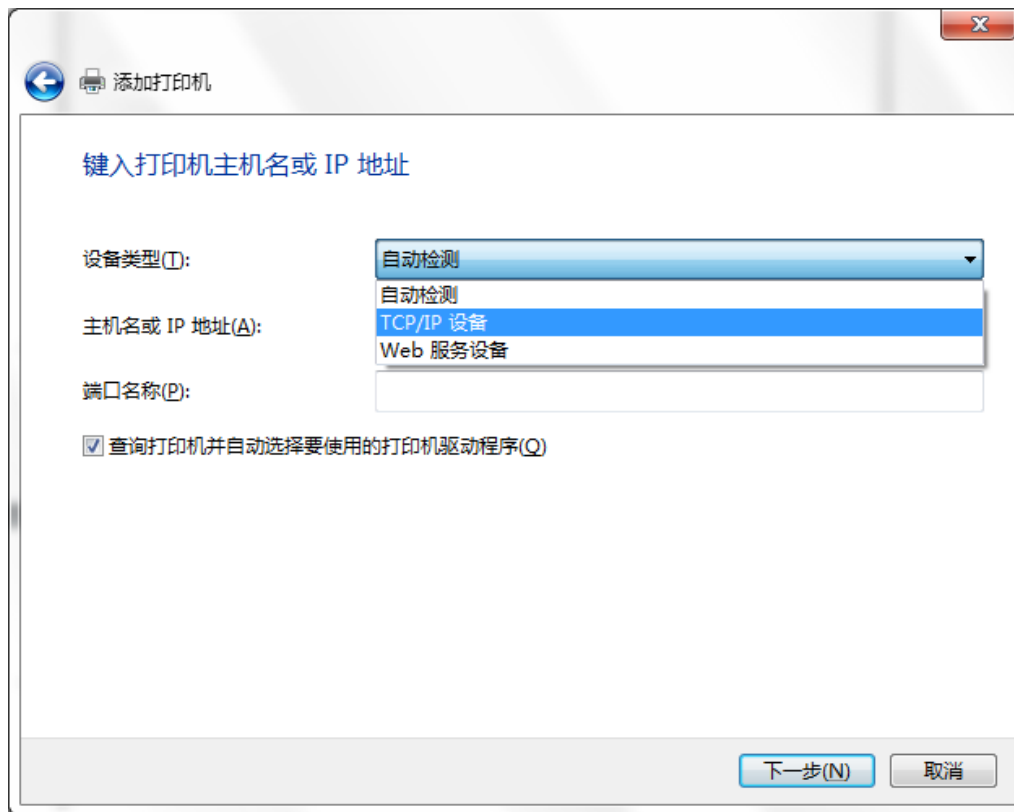 添加打印机
键入打印机主机名或 IP 地址
设备类型(T):
自动检测
自动检测
TCP/IP 设备
Web 服务设备
主机名或 IP 地址(A):
端口名称(P):
查询打印机并自动选择要使用的打印机驱动程序(Q)
下一步(N)
取消